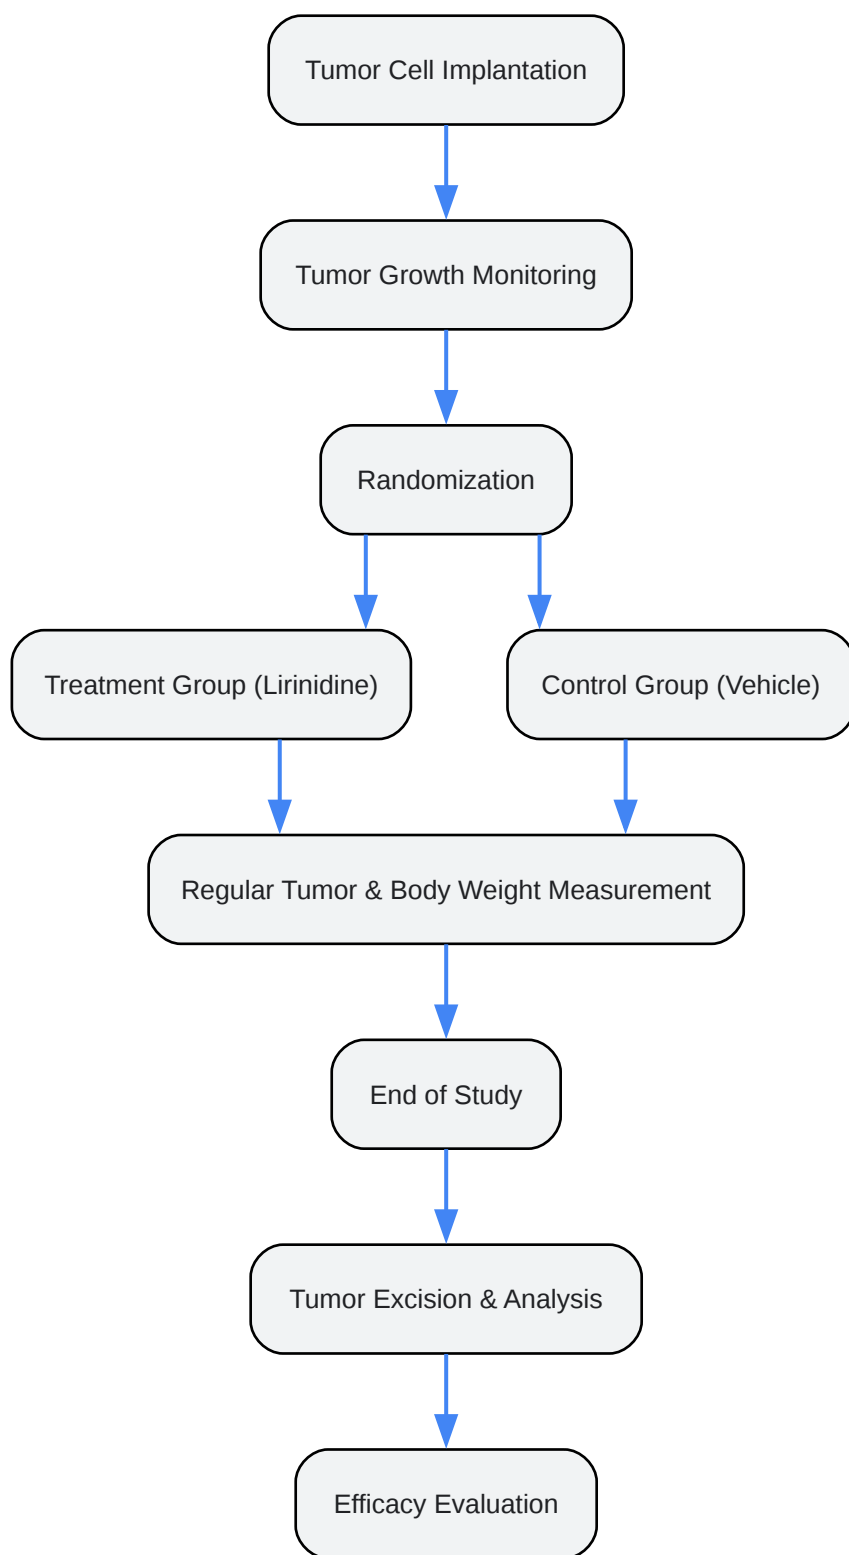 Tumor Cell Implantation
Tumor Growth Monitoring
Randomization
Treatment Group (Lirinidine)
Control Group (Vehicle)
Regular Tumor & Body Weight Measurement
End of Study
Tumor Excision & Analysis
Efficacy Evaluation